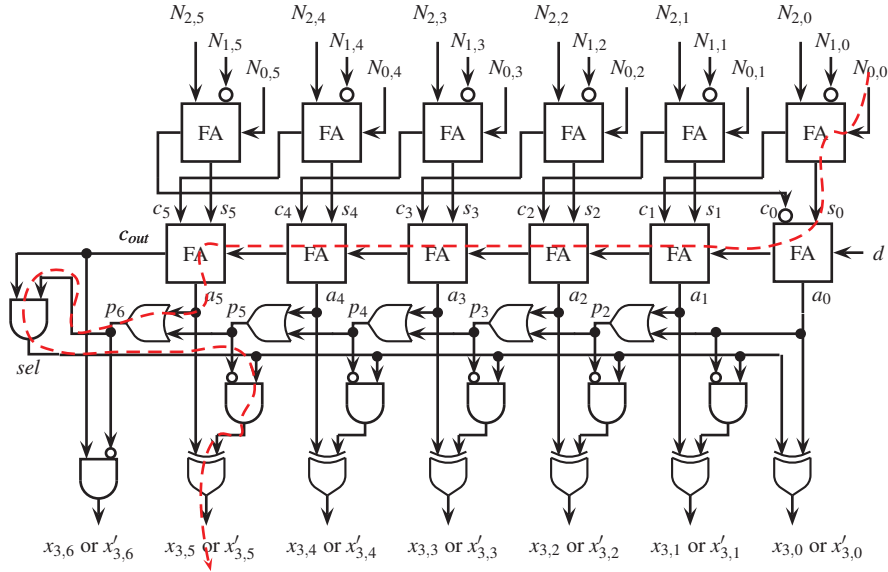 N2,5 N2,4 N2,3 N2,2 N2,1 N2,0
N1,5 N1,4 N1,3 N1,2 N1,1 N1,0
N0,5 N0,4 N0,3 N0,2 N0,1 N0,0
FA FA FA FA FA FA
c5 s5 c4 s4 c3 s3 c2 s2 c1 s1 c0 s0
cout
FA FA FA FA FA FA d
a5 a4 a3 a2 a1 a0
p6 p5 p4 p3 p2
sel
x3,6 or x′3,6 x3,5 or x′3,5 x3,4 or x′3,4 x3,3 or x′3,3 x3,2 or x′3,2 x3,1 or x′3,1 x3,0 or x′3,0